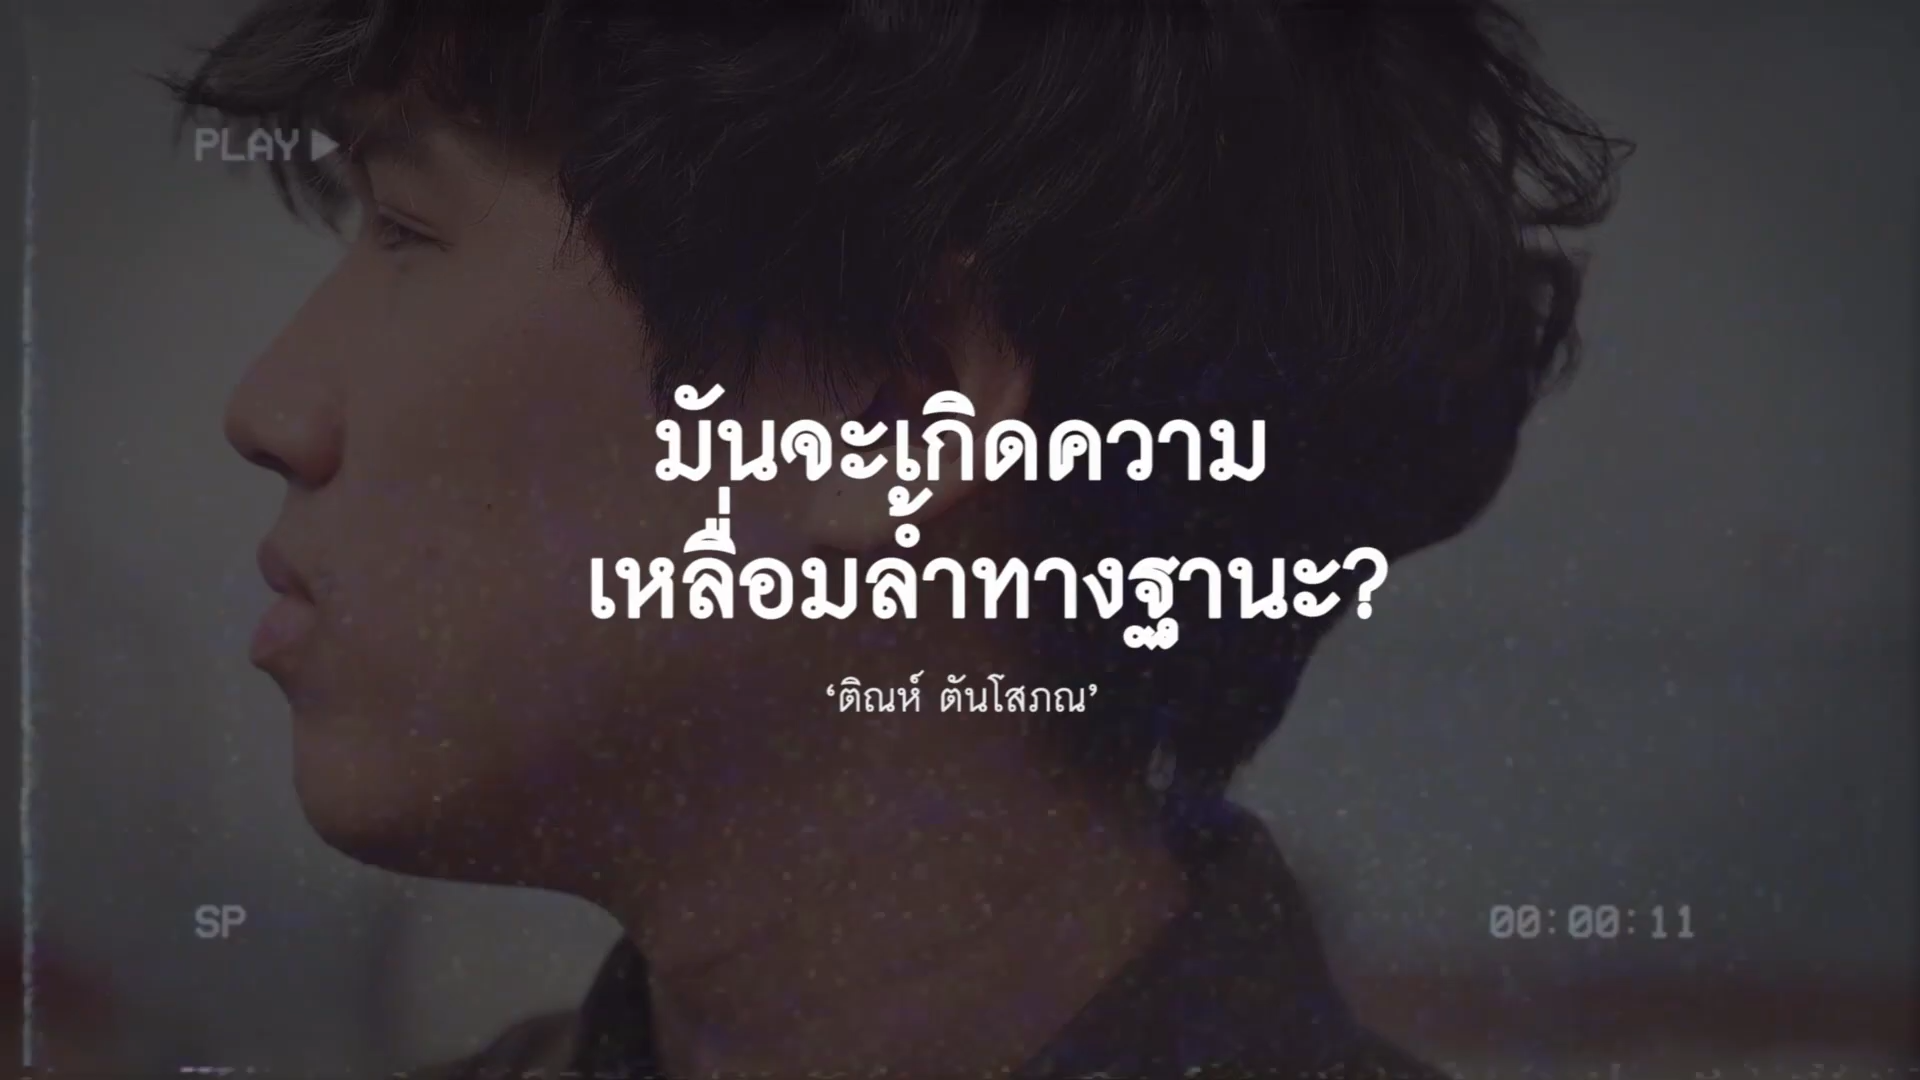 PLAY
มันจะเกิดความ
เหลื่อมล้ำทางฐานะ?
‘ติณห์ ตันโสภณ’
SP
00:00:11